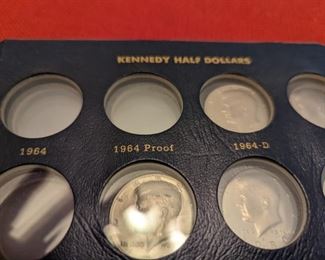 KENNEDY HALF DOLLARS
1964
1964 Proof
1964-D